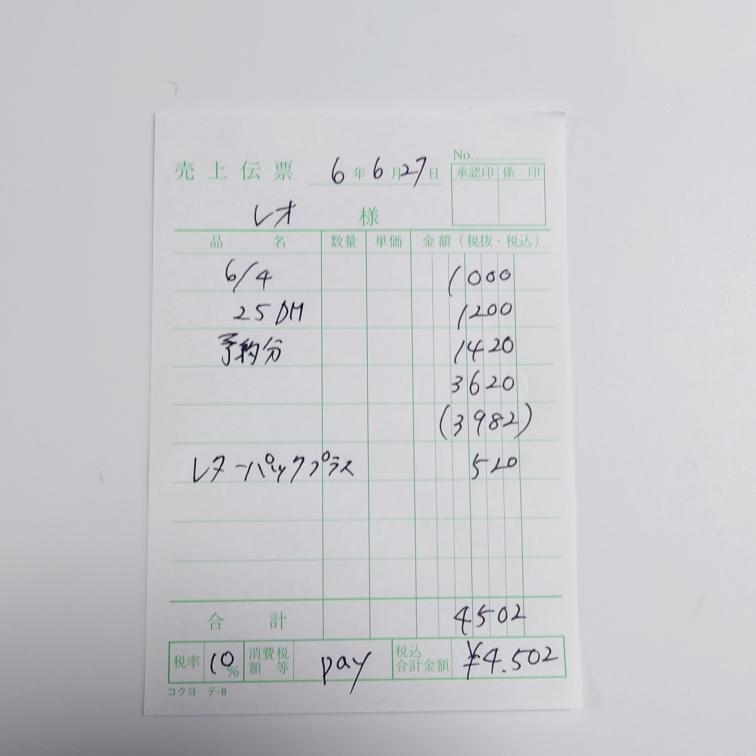 No.
売上伝票 6年6月27日
承認印 係印
レオ 様
品名 数量 単価 金額(税抜・税込)
6/4 1000
25DM 1200
予約分 1420
3620
(3982)
レターパックプラス 520
合計 4502
税率 10% 消費税額等 pay 税込合計金額 ¥4.502
コクヨ テ-8